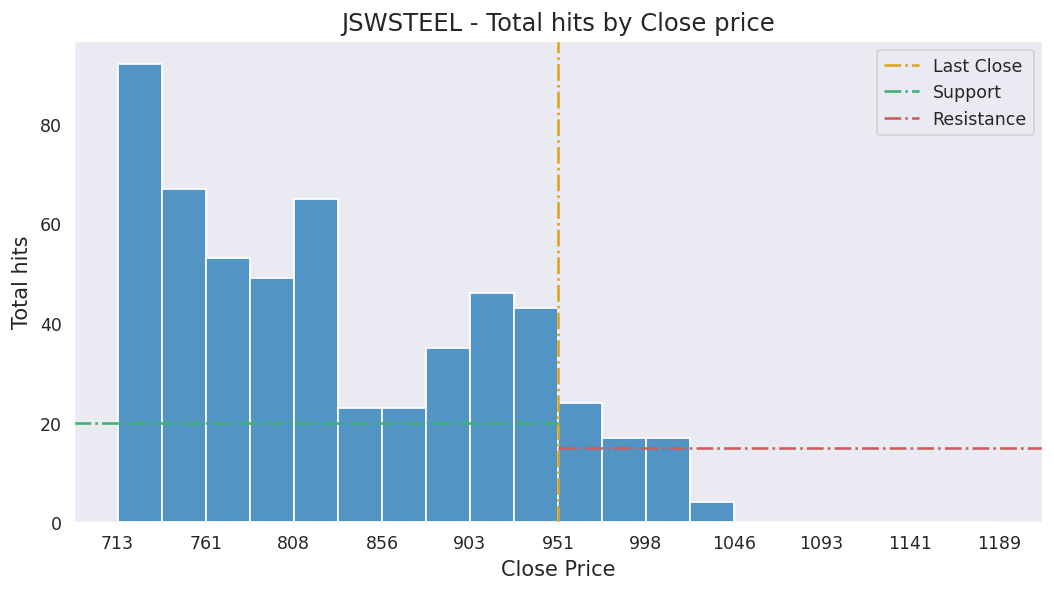 JSWSTEEL - Total hits by Close price
Last Close
Support
Resistance
Total hits
80
60
40
20
0
713 761 808 856 903 951 998 1046 1093 1141 1189
Close Price